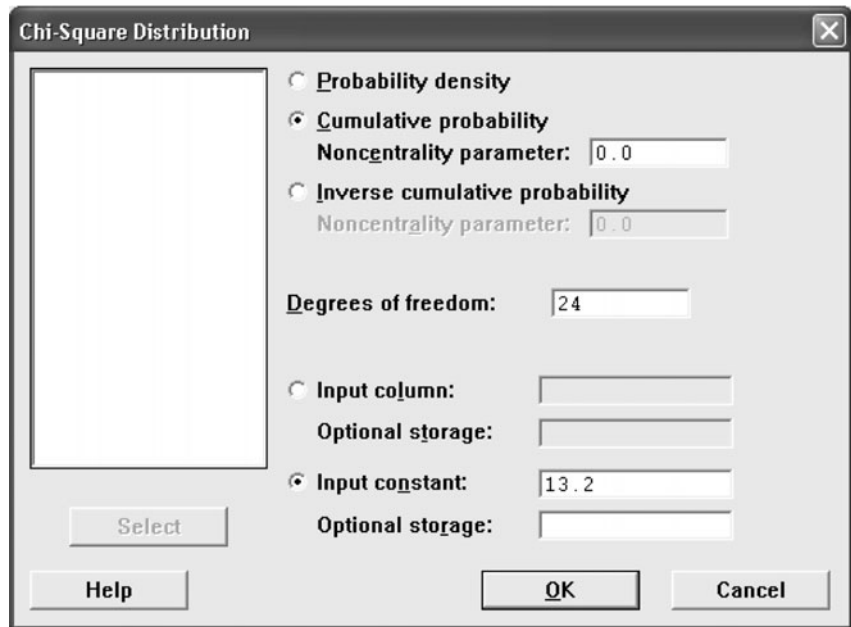 Chi-Square Distribution
Probability density
Cumulative probability
Noncentrality parameter: 0.0
Inverse cumulative probability
Noncentrality parameter: 0.0
Degrees of freedom: 24
Input column:
Optional storage:
Input constant: 13.2
Optional storage:
Select
Help
OK
Cancel